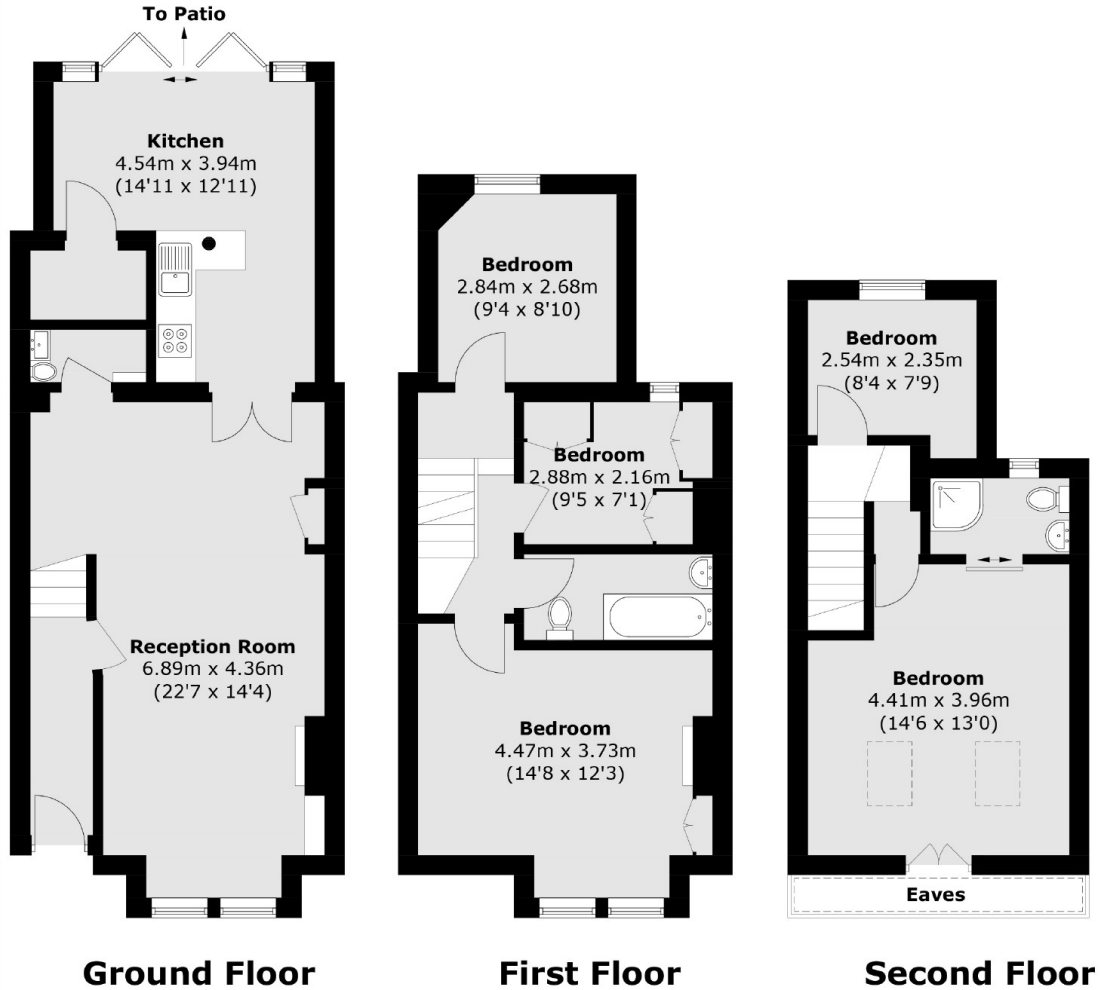 To Patio
Kitchen
4.54m x 3.94m
(14'11 x 12'11)
Reception Room
6.89m x 4.36m
(22'7 x 14'4)
Ground Floor
Bedroom
2.84m x 2.68m
(9'4 x 8'10)
Bedroom
2.88m x 2.16m
(9'5 x 7'1)
Bedroom
4.47m x 3.73m
(14'8 x 12'3)
First Floor
Bedroom
2.54m x 2.35m
(8'4 x 7'9)
Bedroom
4.41m x 3.96m
(14'6 x 13'0)
Eaves
Second Floor